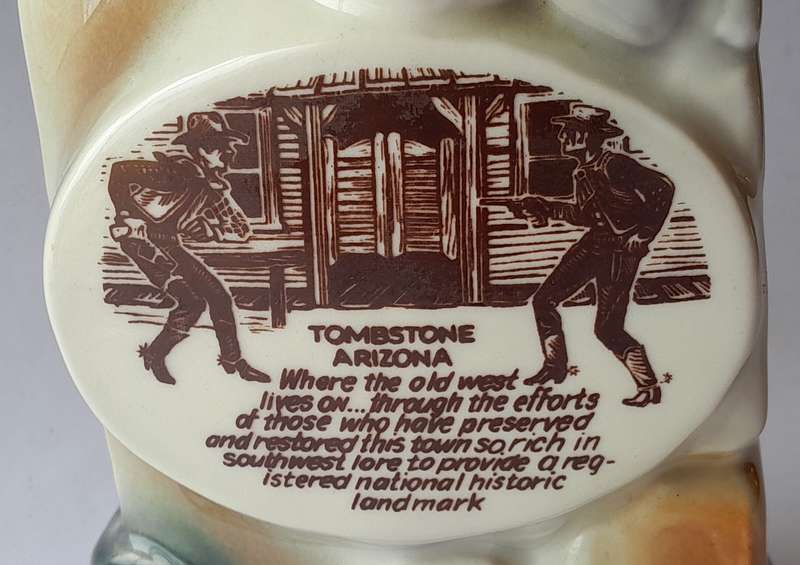 TOMBSTONE
ARIZONA
Where the old west
lives on... through the efforts
of those who have preserved
and restored this town so rich in
southwest lore to provide a reg-
istered national historic
landmark